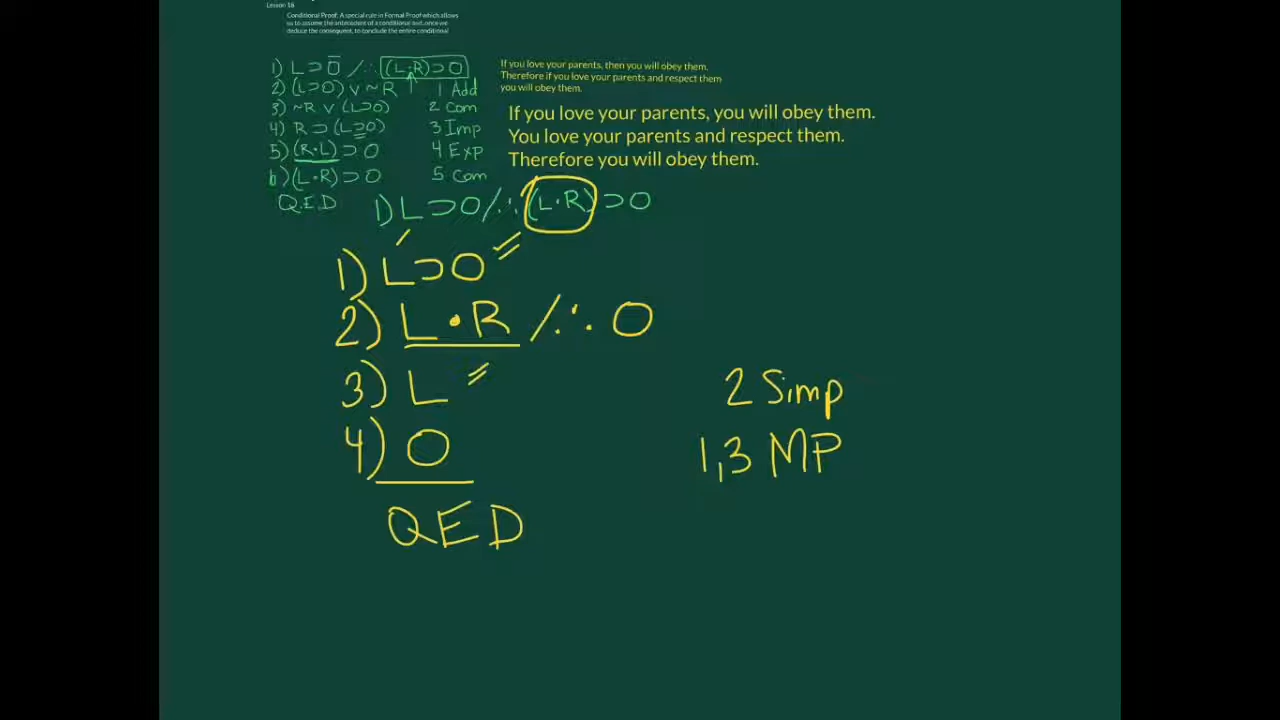 Lesson 16
Conditional Proof: A special rule in Formal Proof which allows
us to assume the antecedent of a conditional and, once we
deduce the consequent, to conclude the entire conditional
1) L⊃O /∴ (L·R)⊃O
2) (L⊃O) v ~R 1 Add
3) ~R v (L⊃O) 2 Com
4) R⊃(L⊃O) 3 Imp
5) (R·L)⊃O 4 Exp
6) (L·R)⊃O 5 Com
QED
If you love your parents, then you will obey them.
Therefore if you love your parents and respect them
you will obey them.
If you love your parents, you will obey them.
You love your parents and respect them.
Therefore you will obey them.
1) L⊃O /∴ (L·R)⊃O
1) L⊃O
2) L·R /∴ O
3) L 2 Simp
4) O 1,3 MP
QED